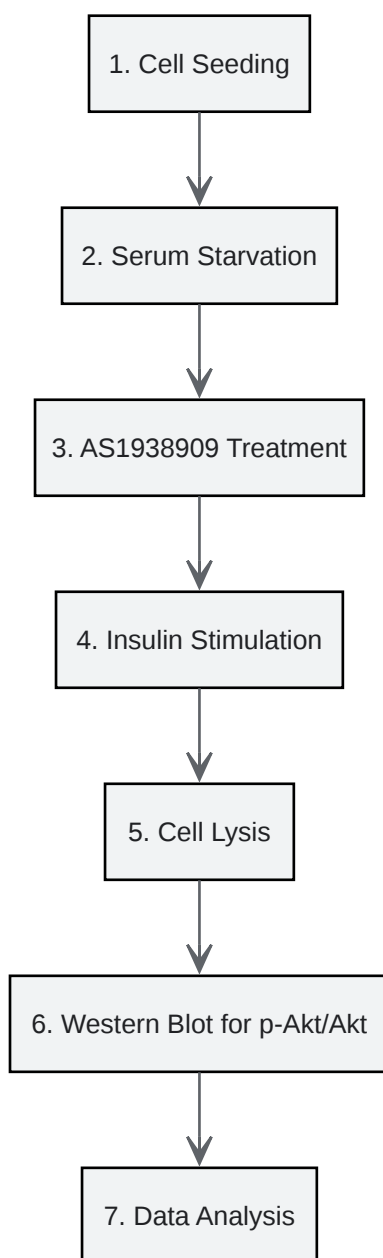 1. Cell Seeding
2. Serum Starvation
3. AS1938909 Treatment
4. Insulin Stimulation
5. Cell Lysis
6. Western Blot for p-Akt/Akt
7. Data Analysis